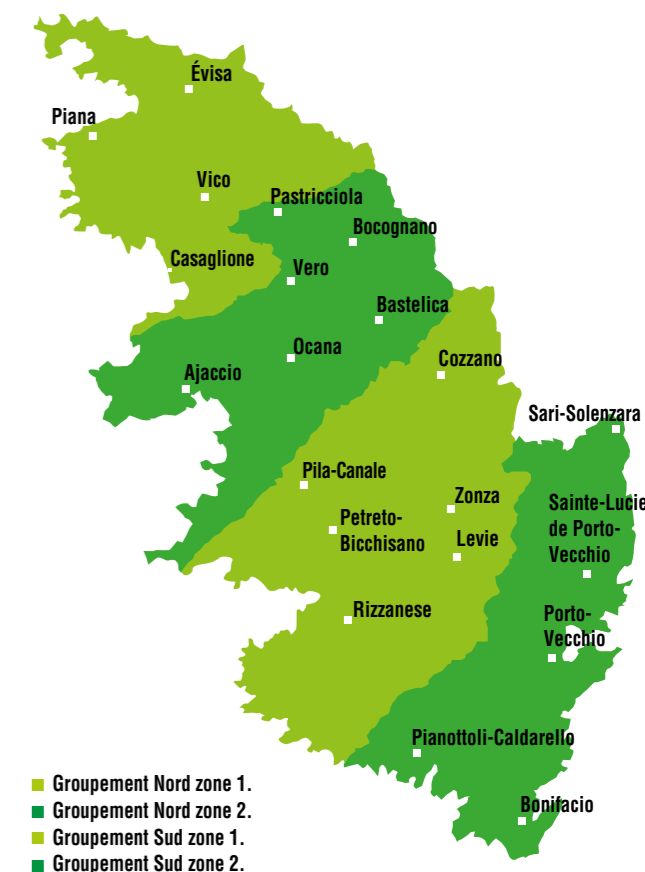 Évisa
Piana
Vico
Pastricciola
Bocognano
Casaglione
Vero
Bastelica
Ocana
Cozzano
Ajaccio
Sari-Solenzara
Pila-Canale
Zonza
Sainte-Lucie
de Porto-
Vecchio
Petreto-
Bicchisano
Levie
Rizzanese
Porto-
Vecchio
Pianottoli-Caldarello
Bonifacio
Groupement Nord zone 1.
Groupement Nord zone 2.
Groupement Sud zone 1.
Groupement Sud zone 2.